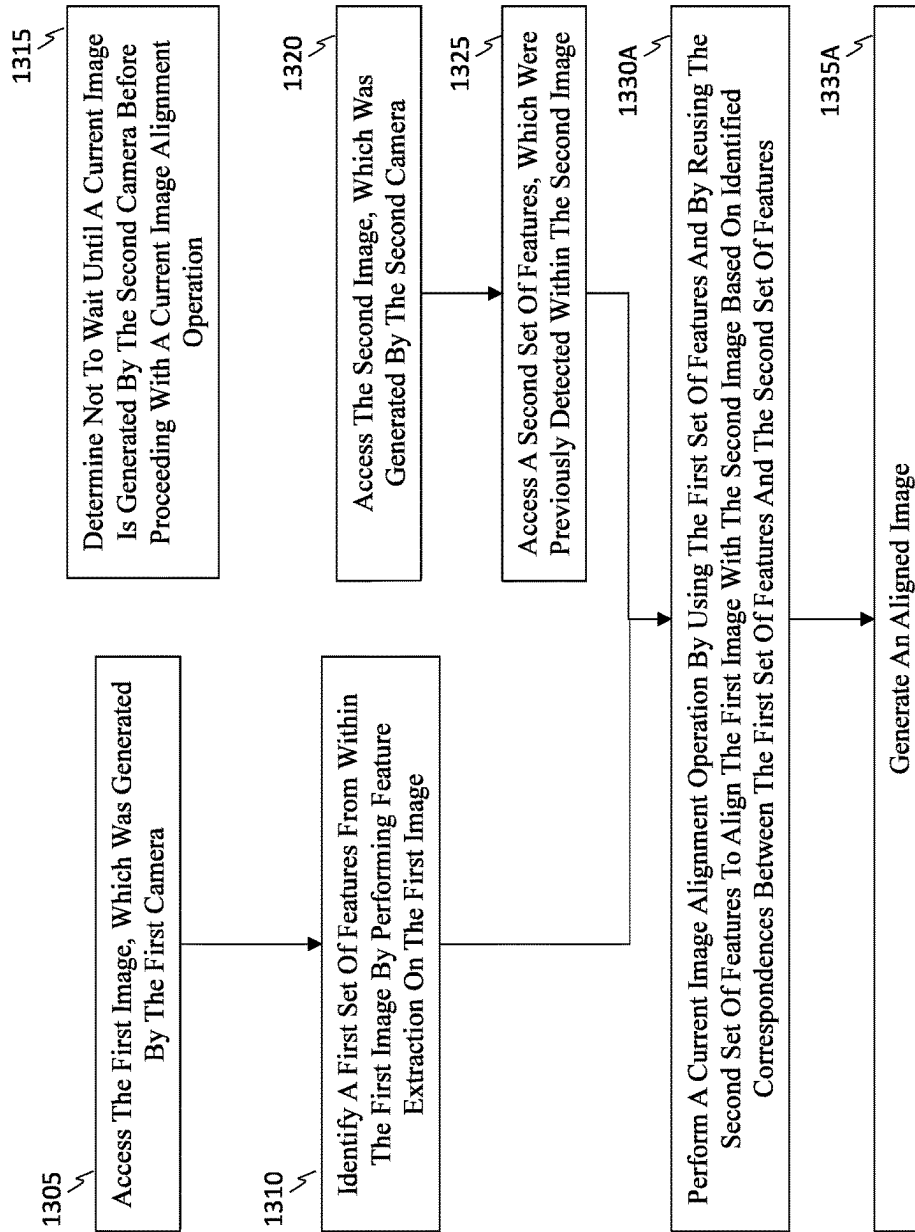 1305
Access The First Image, Which Was Generated
By The First Camera
1310
Identify A First Set Of Features From Within
The First Image By Performing Feature
Extraction On The First Image
1315
Determine Not To Wait Until A Current Image
Is Generated By The Second Camera Before
Proceeding With A Current Image Alignment
Operation
1320
Access The Second Image, Which Was
Generated By The Second Camera
1325
Access A Second Set Of Features, Which Were
Previously Detected Within The Second Image
1330A
Perform A Current Image Alignment Operation By Using The First Set Of Features And By Reusing The
Second Set Of Features To Align The First Image With The Second Image Based On Identified
Correspondences Between The First Set Of Features And The Second Set Of Features
1335A
Generate An Aligned Image